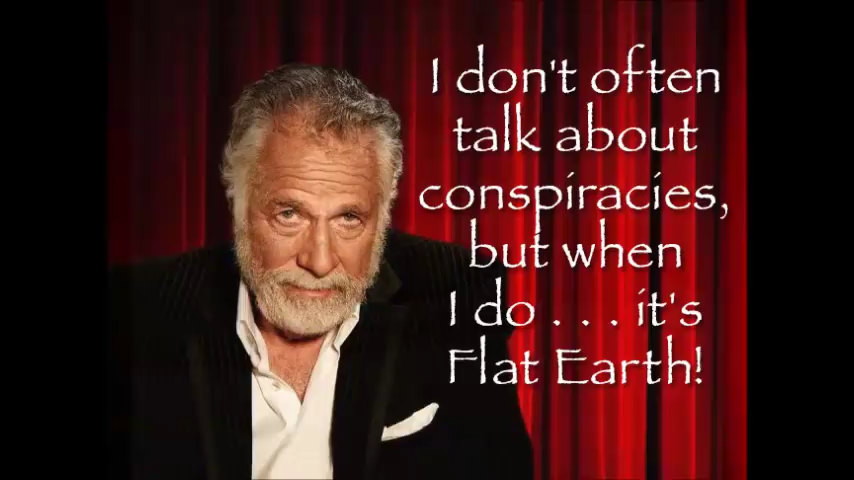 I don't often
talk about
conspiracies,
but when
I do . . . it's
Flat Earth!